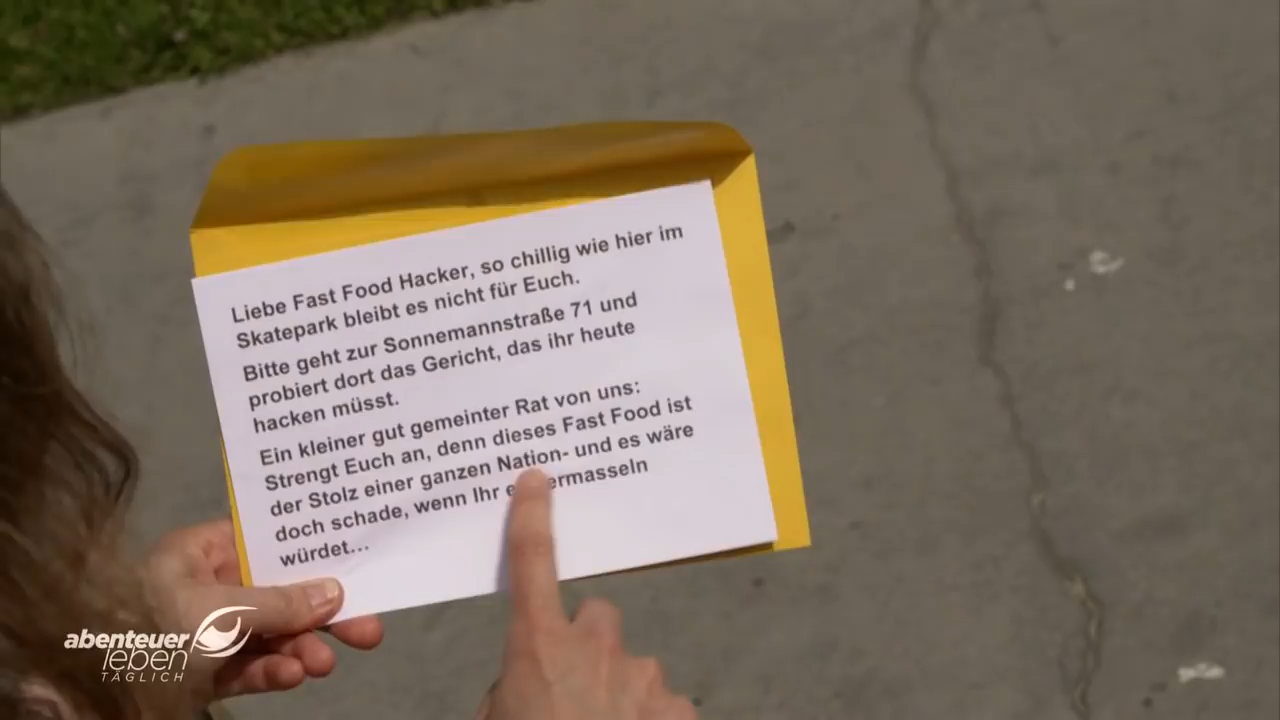 Liebe Fast Food Hacker, so chillig wie hier im
Skatepark bleibt es nicht für Euch.
Bitte geht zur Sonnemannstraße 71 und
probiert dort das Gericht, das ihr heute
hacken müsst.
Ein kleiner gut gemeinter Rat von uns:
Strengt Euch an, denn dieses Fast Food ist
der Stolz einer ganzen Nation- und es wäre
doch schade, wenn Ihr
würdet...
abenteuer
leben
TÄGLICH